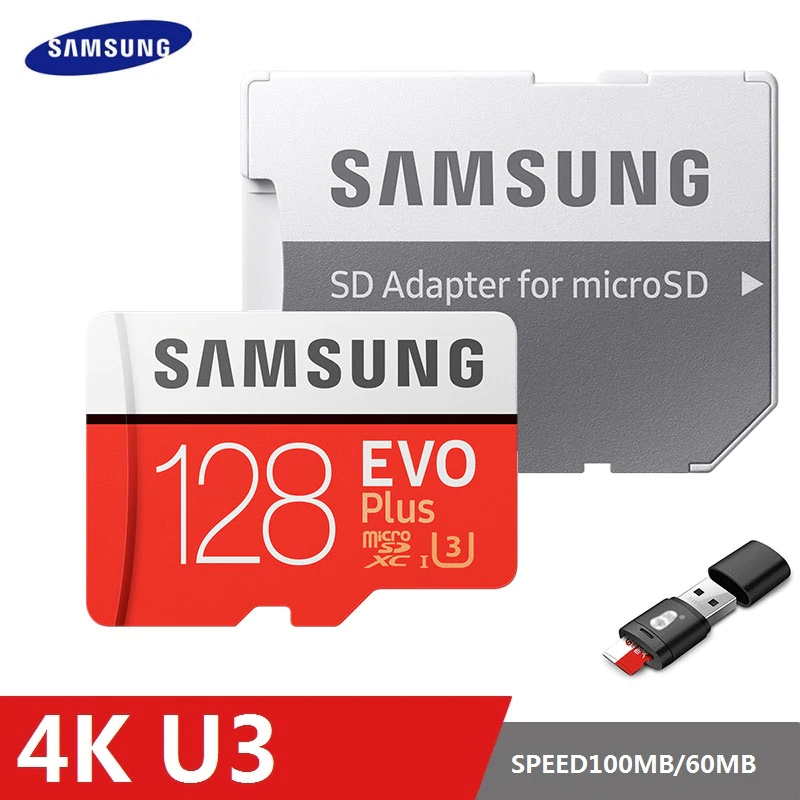 SAMSUNG
SAMSUNG
SD Adapter for microSD
SAMSUNG
128
EVO
Plus
micro
SD
XC I U3
4K U3
SPEED100MB/60MB